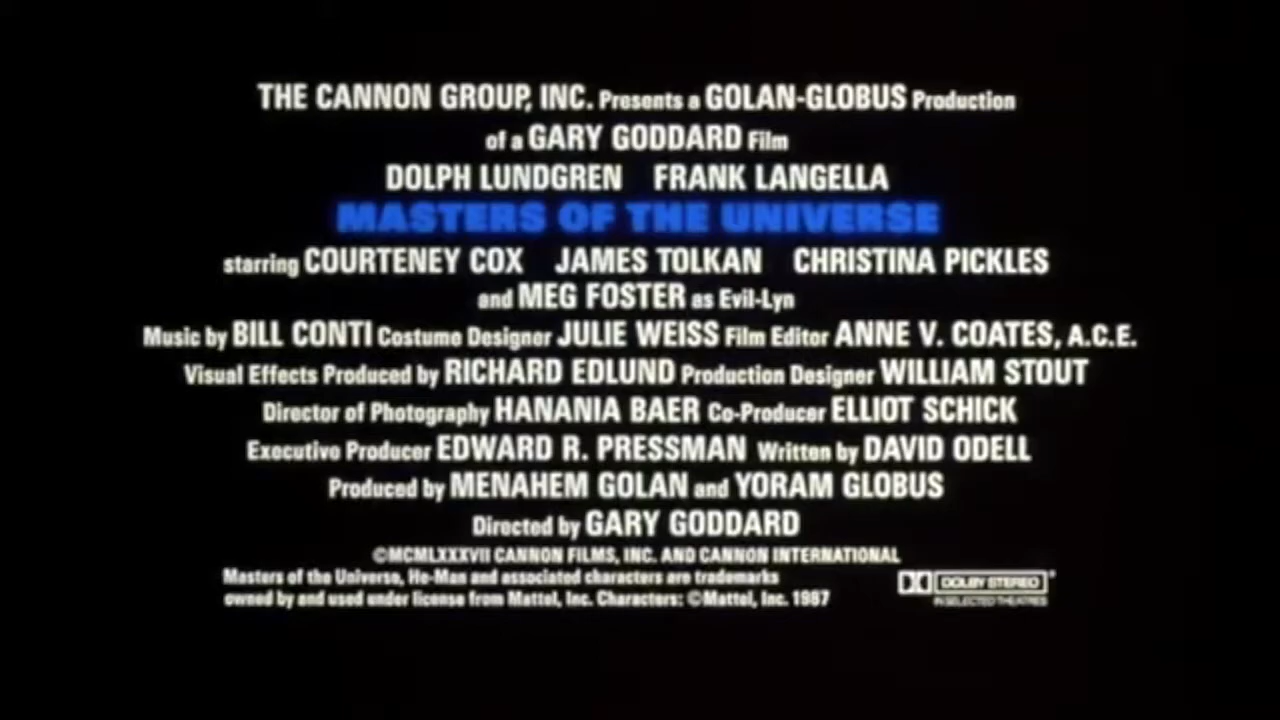 THE CANNON GROUP, INC. Presents a GOLAN-GLOBUS Production
of a GARY GODDARD Film
DOLPH LUNDGREN FRANK LANGELLA
MASTERS OF THE UNIVERSE
starring COURTENEY COX JAMES TOLKAN CHRISTINA PICKLES
and MEG FOSTER as Evil-Lyn
Music by BILL CONTI Costume Designer JULIE WEISS Film Editor ANNE V. COATES, A.C.E.
Visual Effects Produced by RICHARD EDLUND Production Designer WILLIAM STOUT
Director of Photography HANANIA BAER Co-Producer ELLIOT SCHICK
Executive Producer EDWARD R. PRESSMAN Written by DAVID ODELL
Produced by MENAHEM GOLAN and YORAM GLOBUS
Directed by GARY GODDARD
©MCMLXXXVII CANNON FILMS, INC. AND CANNON INTERNATIONAL
Masters of the Universe, He-Man and associated characters are trademarks
owned by and used under license from Mattel, Inc. Characters: ©Mattel, Inc. 1987
DOLBY STEREO
IN SELECTED THEATRES